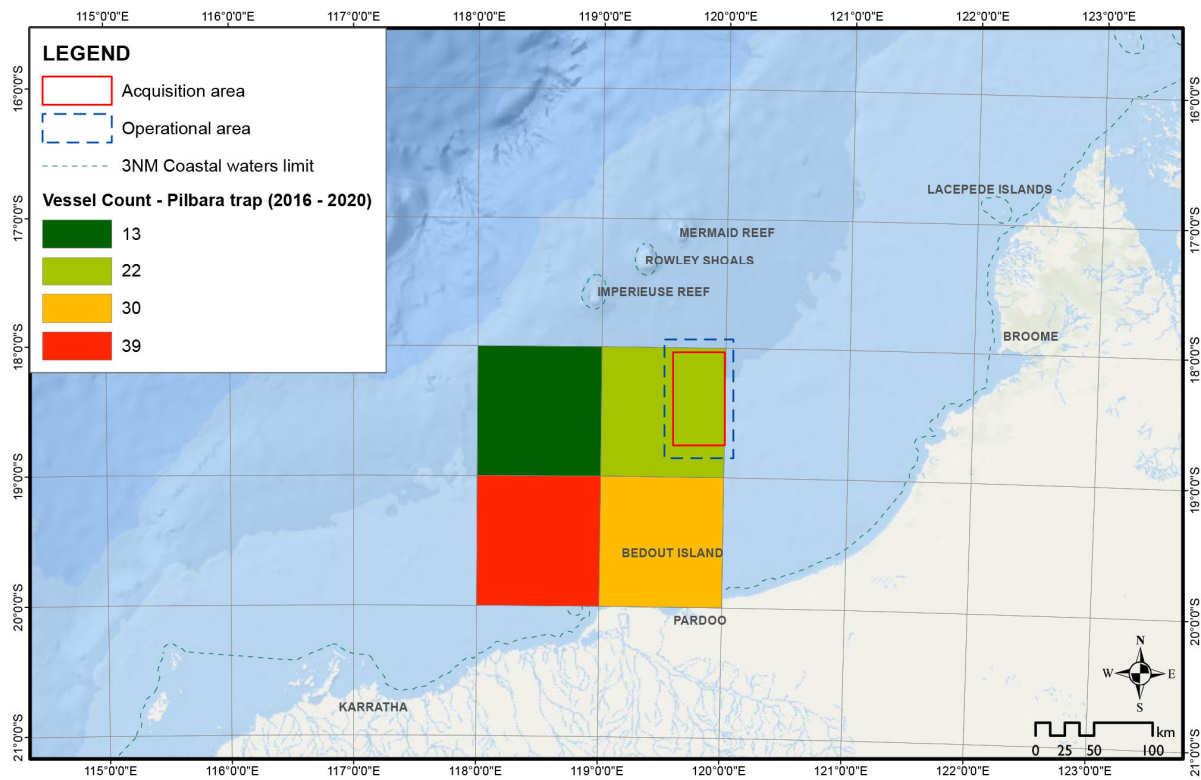 115°0'0"E 116°0'0"E 117°0'0"E 118°0'0"E 119°0'0"E 120°0'0"E 121°0'0"E 122°0'0"E 123°0'0"E
LEGEND
Acquisition area
Operational area
3NM Coastal waters limit
Vessel Count - Pilbara trap (2016 - 2020)
13
22
30
39
16°0'0"S
17°0'0"S
18°0'0"S
19°0'0"S
20°0'0"S
21°0'0"S
LACEPEDE ISLANDS
MERMAID REEF
ROWLEY SHOALS
IMPERIEUSE REEF
BROOME
BEDOUT ISLAND
PARDOO
KARRATHA
16°0'0"S
17°0'0"S
18°0'0"S
19°0'0"S
20°0'0"S
21°0'0"S
N
W E
S
km
0 25 50 100
115°0'0"E 116°0'0"E 117°0'0"E 118°0'0"E 119°0'0"E 120°0'0"E 121°0'0"E 122°0'0"E 123°0'0"E